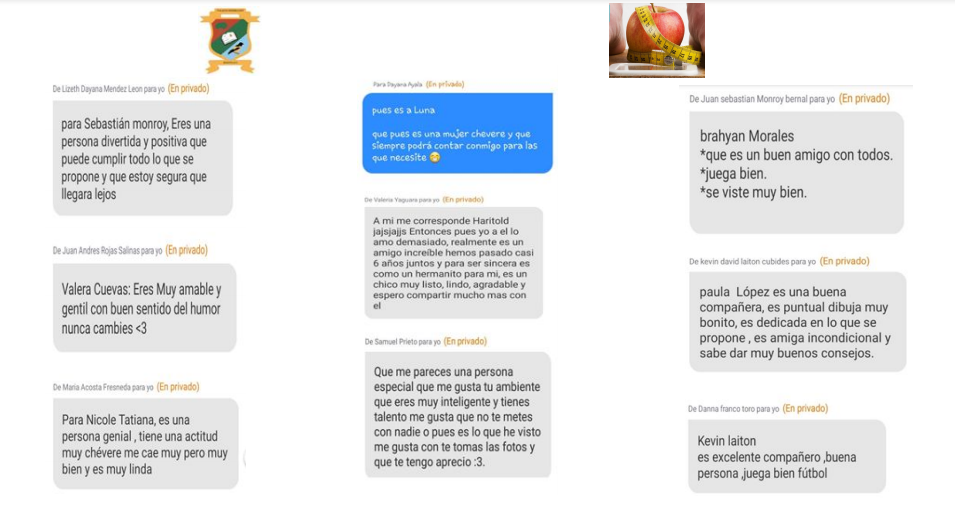 De Lizeth Dayana Mendez Leon para yo (En privado)
para Sebastián monroy, Eres una
persona divertida y positiva que
puede cumplir todo lo que se
propone y que estoy segura que
llegara lejos
De Juan Andres Rojas Salinas para yo (En privado)
Valera Cuevas: Eres Muy amable y
gentil con buen sentido del humor
nunca cambies <3
De Maria Acosta Fresneda para yo (En privado)
Para Nicole Tatiana, es una
persona genial , tiene una actitud
muy chévere me cae muy pero muy
bien y es muy linda
Para Dayana Ayala (En privado)
pues es a Luna
que pues es una mujer chevere y que
siempre podrá contar conmigo para las
que necesite 😁
De Valeria Yaguara para yo (En privado)
A mi me corresponde Haritold
jajsjajjs Entonces pues yo a el lo
amo demasiado, realmente es un
amigo increíble hemos pasado casi
6 años juntos y para ser sincera es
como un hermanito para mi, es un
chico muy listo, lindo, agradable y
espero compartir mucho mas con
el
De Samuel Prieto para yo (En privado)
Que me pareces una persona
especial que me gusta tu ambiente
que eres muy inteligente y tienes
talento me gusta que no te metes
con nadie o pues es lo que he visto
me gusta con te tomas las fotos y
que te tengo aprecio :3.
De Juan sebastian Monroy bernal para yo (En privado)
brahyan Morales
*que es un buen amigo con todos.
*juega bien.
*se viste muy bien.
De kevin david laiton cubides para yo (En privado)
paula López es una buena
compañera, es puntual dibuja muy
bonito, es dedicada en lo que se
propone , es amiga incondicional y
sabe dar muy buenos consejos.
De Danna franco toro para yo (En privado)
Kevin laiton
es excelente compañero ,buena
persona ,juega bien fútbol